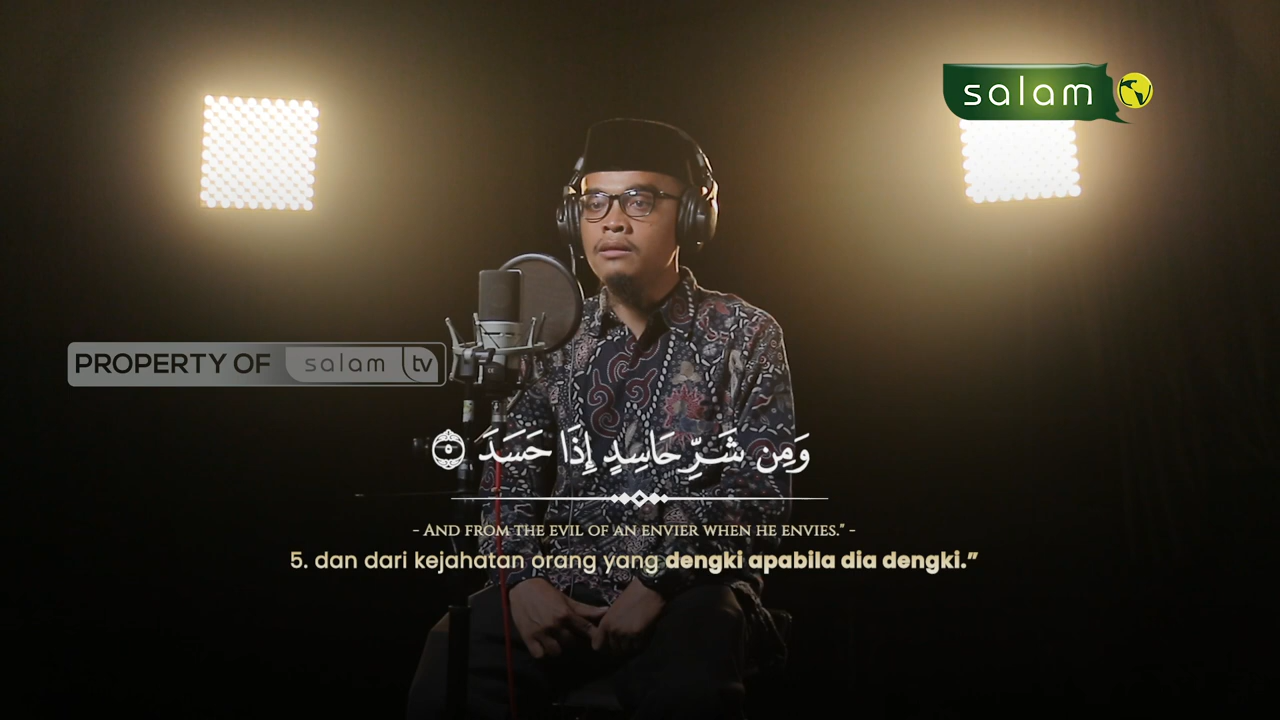 salam
PROPERTY OF salam tv
وَمِن شَرِّ حَاسِدٍ إِذَا حَسَدَ ۝٥
- AND FROM THE EVIL OF AN ENVIER WHEN HE ENVIES." -
5. dan dari kejahatan orang yang dengki apabila dia dengki.”